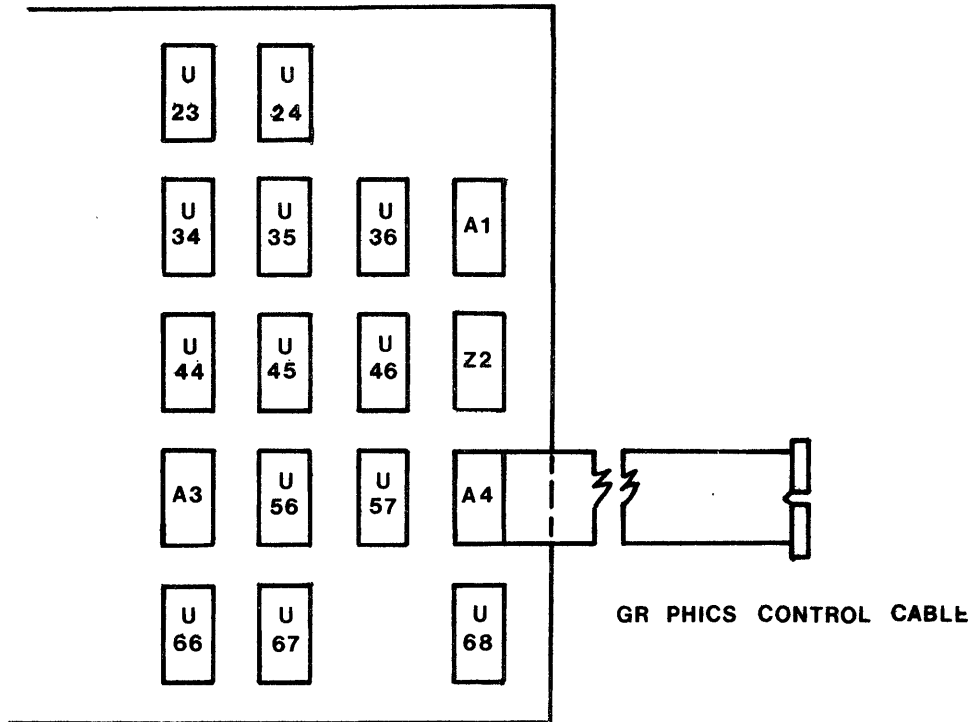 U U
23 24
U U U A1
34 35 36
U U U Z2
44 45 46
A3 U U A4
56 57
U U U
66 67 68
GR PHICS CONTROL CABLE